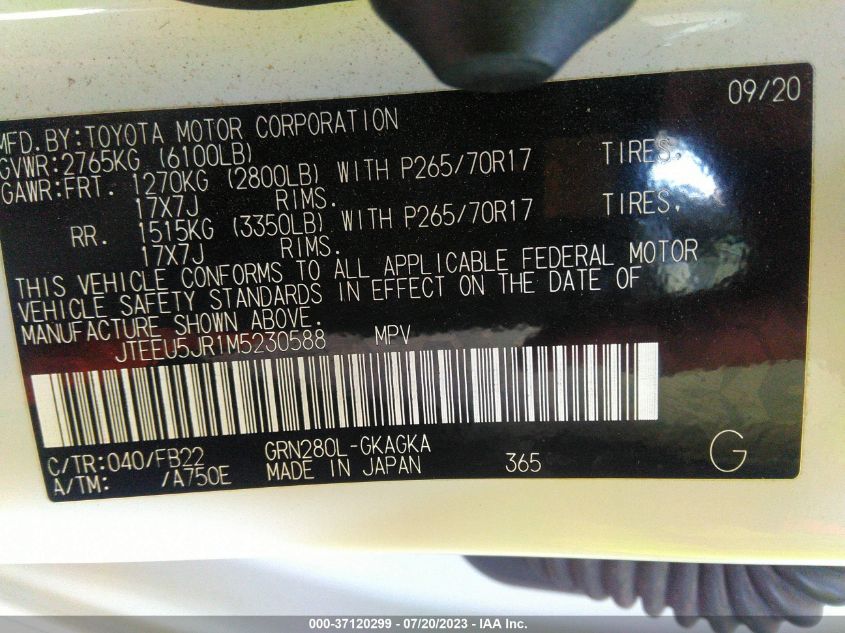 09/20
MFD.BY:TOYOTA MOTOR CORPORATION
GVWR:2765KG (6100LB)
GAWR:FRT. 1270KG (2800LB) WITH P265/70R17 TIRES,
17X7J RIMS.
RR. 1515KG (3350LB) WITH P265/70R17 TIRES,
17X7J RIMS.
THIS VEHICLE CONFORMS TO ALL APPLICABLE FEDERAL MOTOR
VEHICLE SAFETY STANDARDS IN EFFECT ON THE DATE OF
MANUFACTURE SHOWN ABOVE.
JTEEU5JR1M5230588 MPV
C/TR:040/FB22 GRN280L-GKAGKA
A/TM: /A750E MADE IN JAPAN 365 G
000-37120299 - 07/20/2023 - IAA Inc.